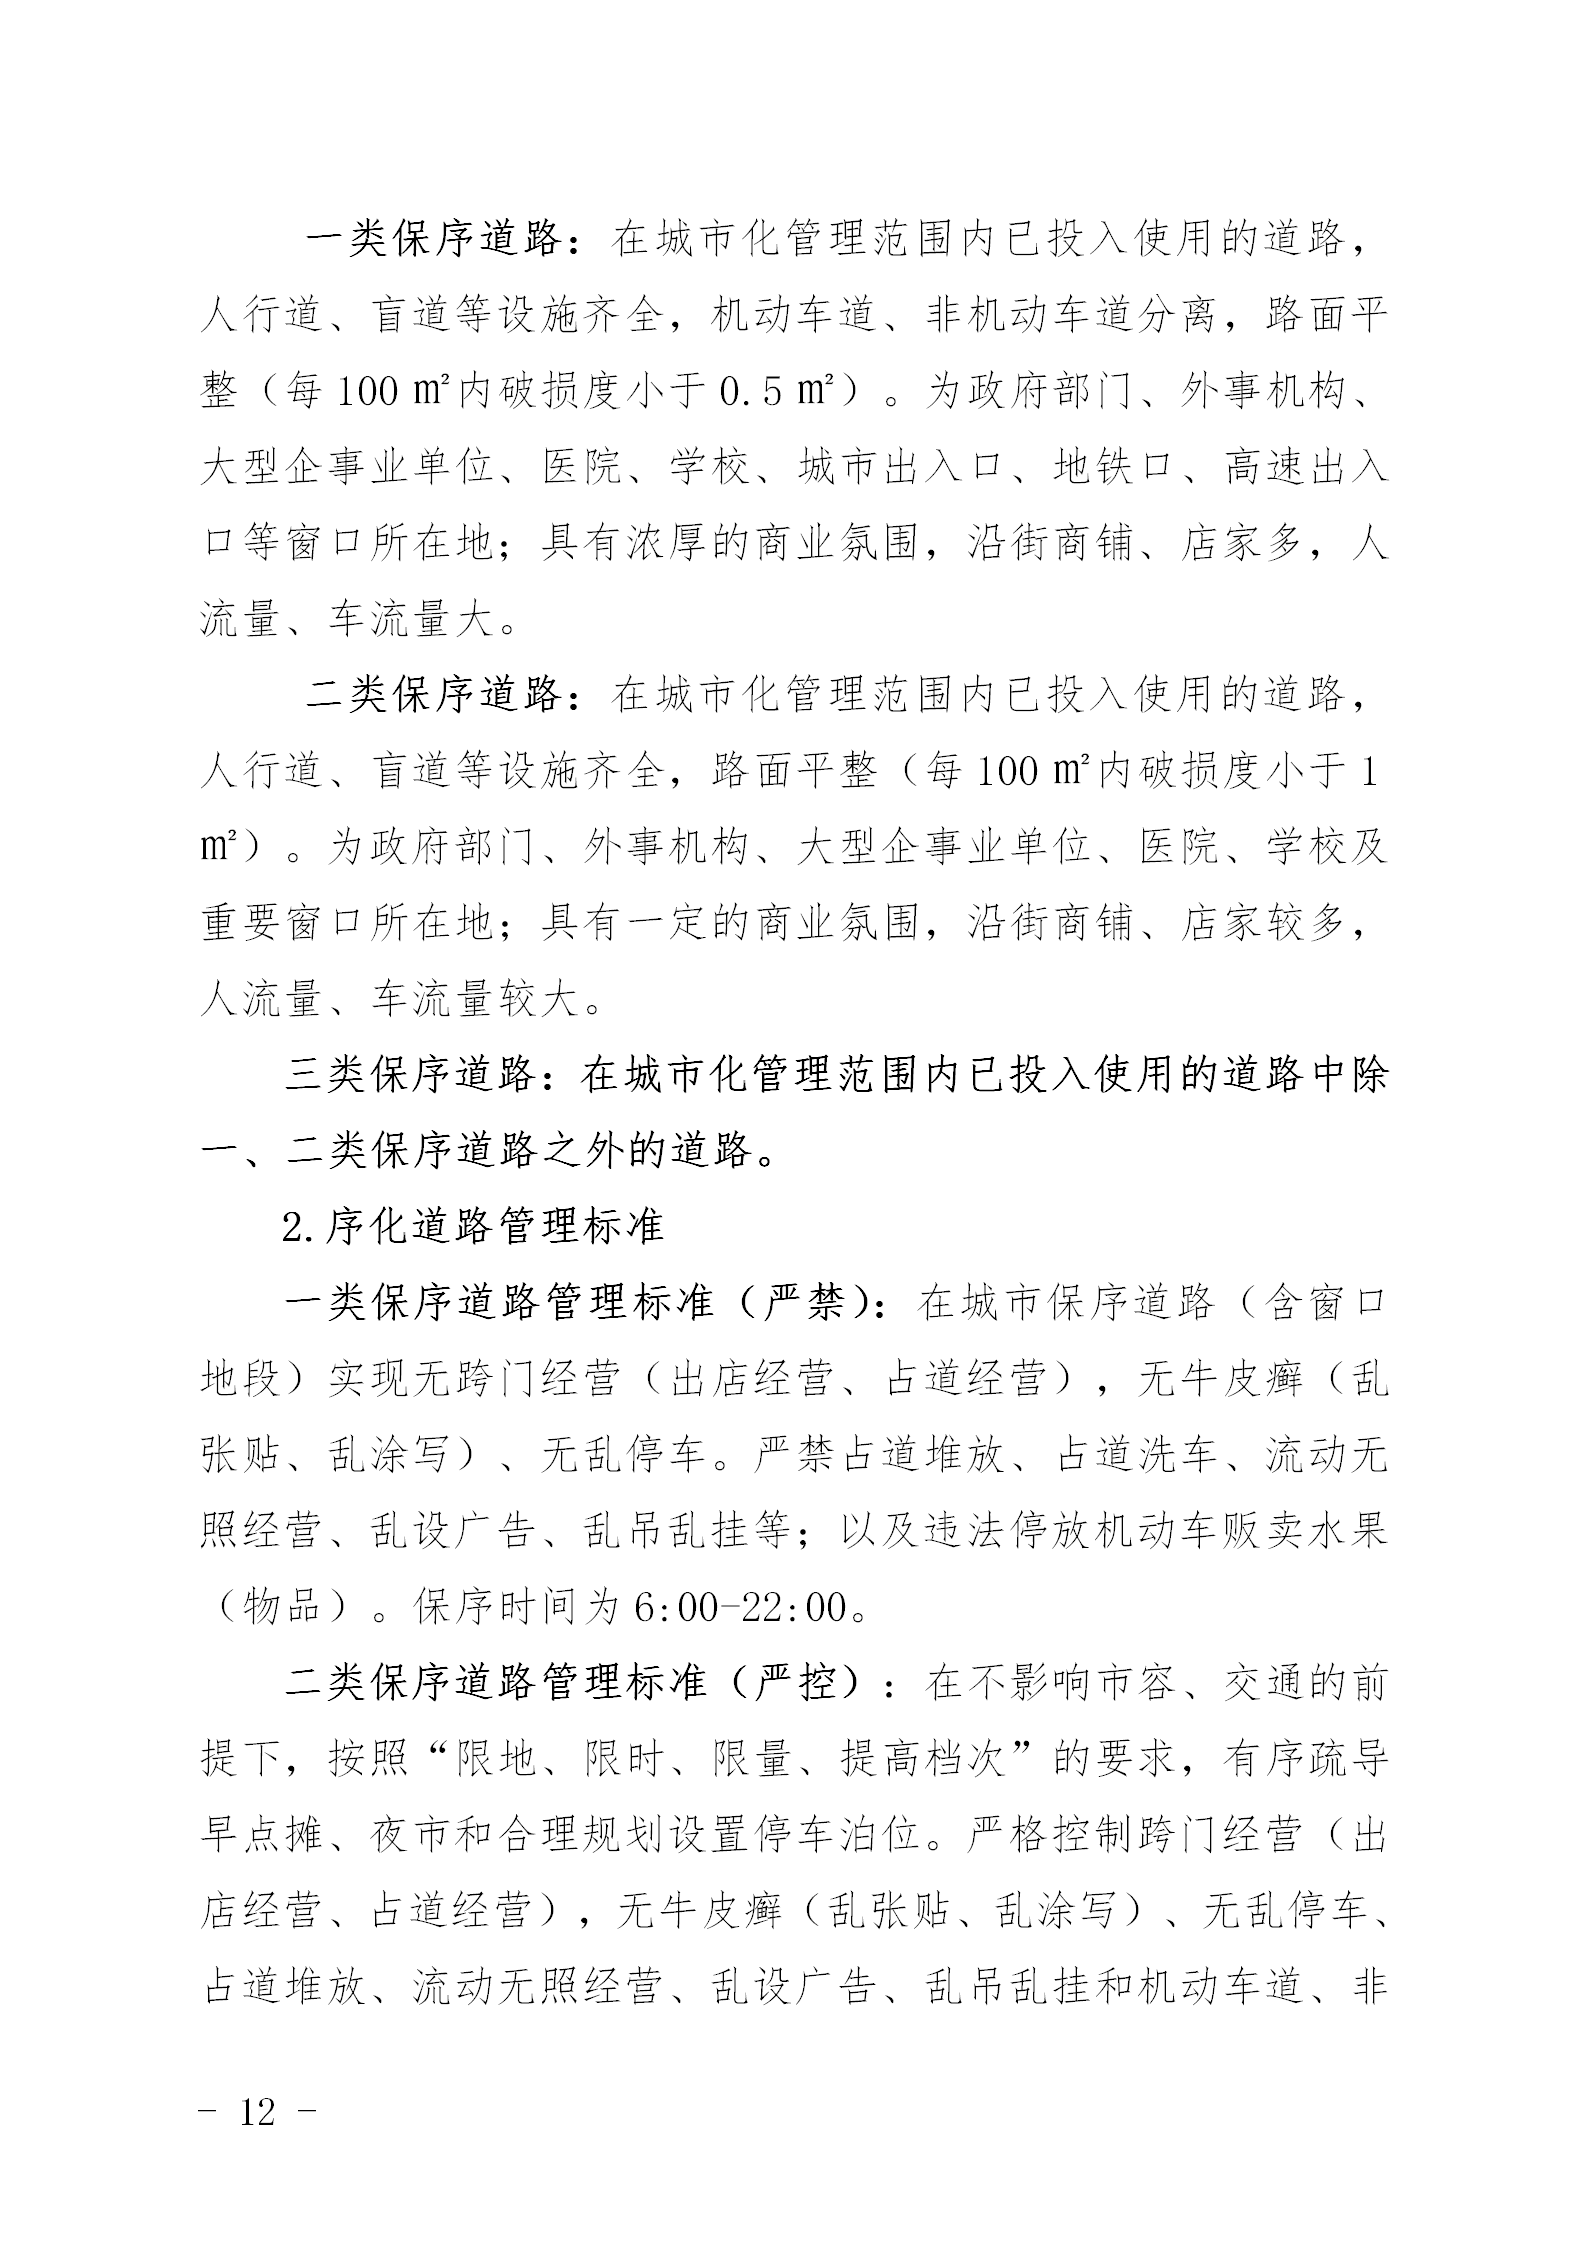 一类保序道路：在城市化管理范围内已投入使用的道路，
人行道、盲道等设施齐全，机动车道、非机动车道分离，路面平
整（每 100 ㎡内破损度小于 0.5 ㎡）。为政府部门、外事机构、
大型企事业单位、医院、学校、城市出入口、地铁口、高速出入
口等窗口所在地；具有浓厚的商业氛围，沿街商铺、店家多，人
流量、车流量大。
二类保序道路：在城市化管理范围内已投入使用的道路，
人行道、盲道等设施齐全，路面平整（每 100 ㎡内破损度小于 1
㎡）。为政府部门、外事机构、大型企事业单位、医院、学校及
重要窗口所在地；具有一定的商业氛围，沿街商铺、店家较多，
人流量、车流量较大。
三类保序道路：在城市化管理范围内已投入使用的道路中除
一、二类保序道路之外的道路。
2.序化道路管理标准
一类保序道路管理标准（严禁）：在城市保序道路（含窗口
地段）实现无跨门经营（出店经营、占道经营），无牛皮癣（乱
张贴、乱涂写）、无乱停车。严禁占道堆放、占道洗车、流动无
照经营、乱设广告、乱吊乱挂等；以及违法停放机动车贩卖水果
（物品）。保序时间为 6:00-22:00。
二类保序道路管理标准（严控）：在不影响市容、交通的前
提下，按照“限地、限时、限量、提高档次”的要求，有序疏导
早点摊、夜市和合理规划设置停车泊位。严格控制跨门经营（出
店经营、占道经营），无牛皮癣（乱张贴、乱涂写）、无乱停车、
占道堆放、流动无照经营、乱设广告、乱吊乱挂和机动车道、非
- 12 -